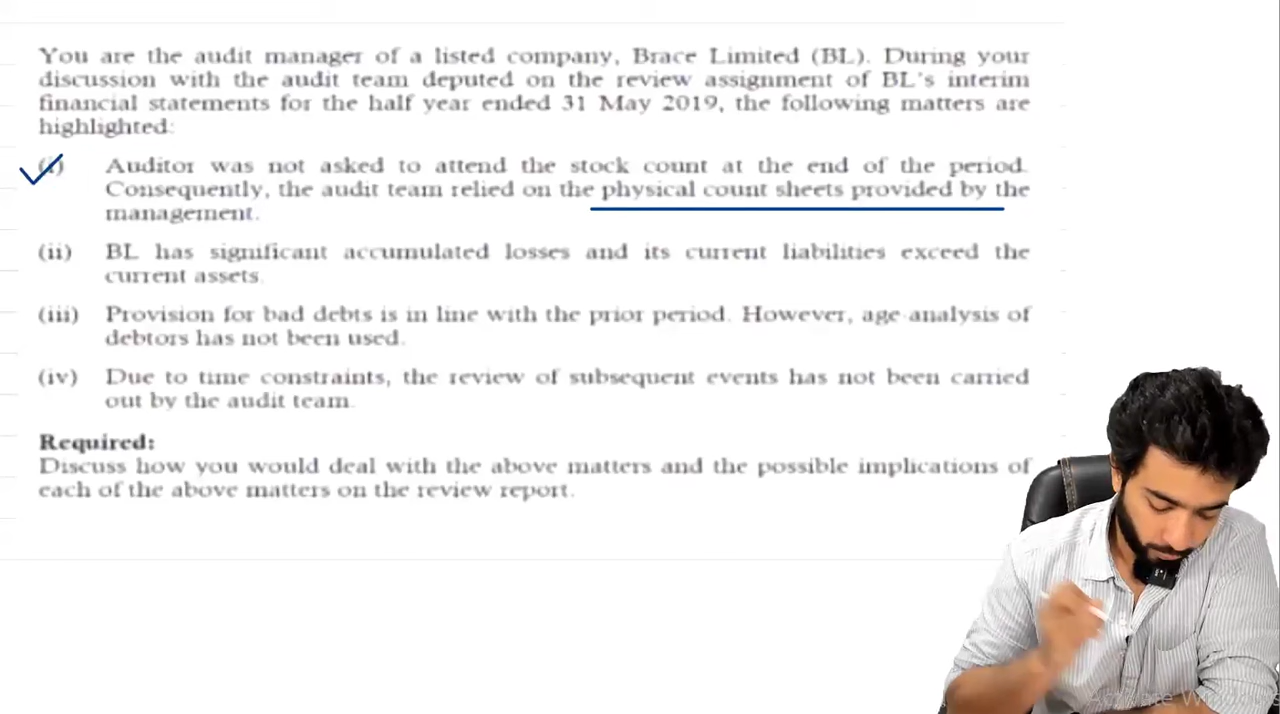 You are the audit manager of a listed company, Brace Limited (BL). During your
discussion with the audit team deputed on the review assignment of BL's interim
financial statements for the half year ended 31 May 2019, the following matters are
highlighted:
(i) Auditor was not asked to attend the stock count at the end of the period.
Consequently, the audit team relied on the physical count sheets provided by the
management.
(ii) BL has significant accumulated losses and its current liabilities exceed the
current assets.
(iii) Provision for bad debts is in line with the prior period. However, age analysis of
debtors has not been used.
(iv) Due to time constraints, the review of subsequent events has not been carried
out by the audit team.
Required:
Discuss how you would deal with the above matters and the possible implications of
each of the above matters on the review report.
Activate Windows